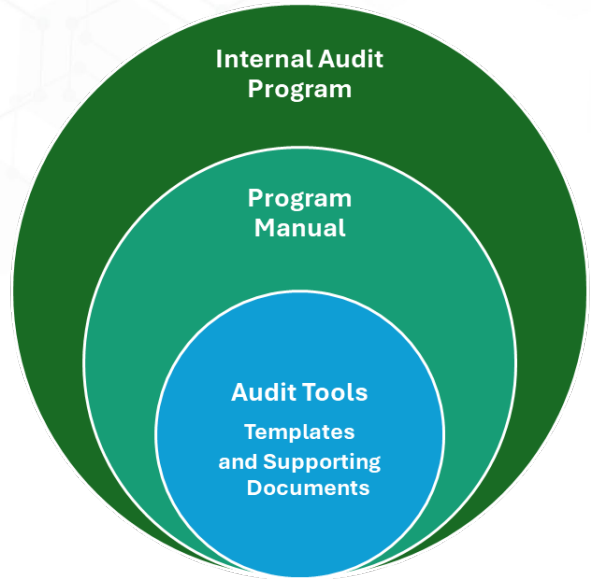 Internal Audit
Program
Program
Manual
Audit Tools
Templates
and Supporting
Documents